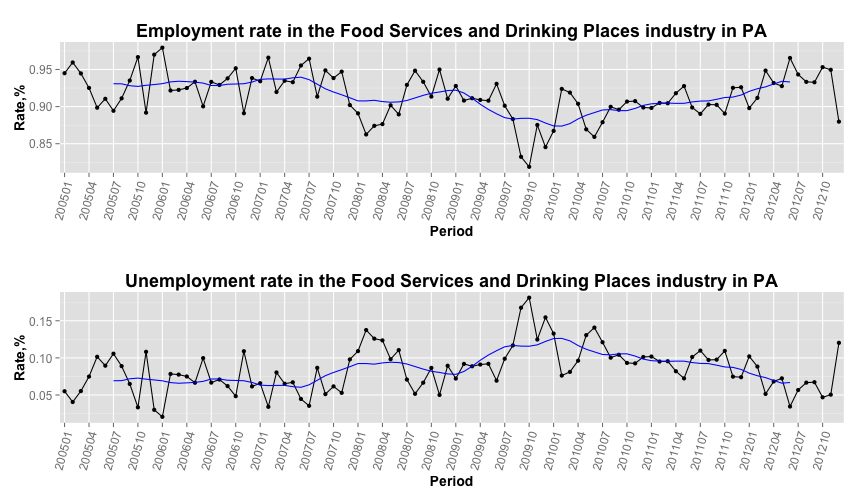 Employment rate in the Food Services and Drinking Places industry in PA
Rate,%
0.95
0.90
0.85
200501 200504 200507 200510 200601 200604 200607 200610 200701 200704 200707 200710 200801 200804 200807 200810 200901 200904 200907 200910 201001 201004 201007 201010 201101 201104 201107 201110 201201 201204 201207 201210
Period
Unemployment rate in the Food Services and Drinking Places industry in PA
Rate,%
0.15
0.10
0.05
200501 200504 200507 200510 200601 200604 200607 200610 200701 200704 200707 200710 200801 200804 200807 200810 200901 200904 200907 200910 201001 201004 201007 201010 201101 201104 201107 201110 201201 201204 201207 201210
Period